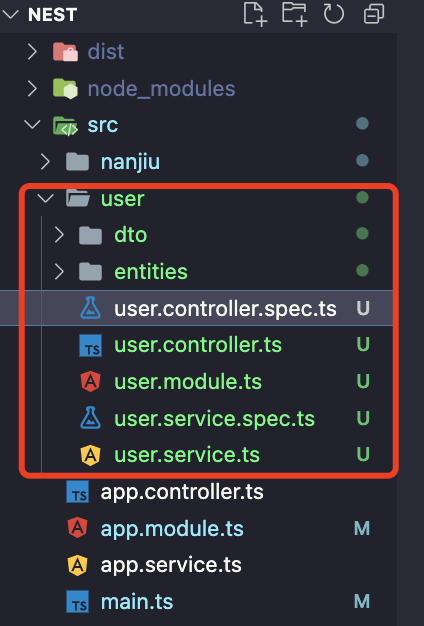 NEST
dist
node_modules
src
nanjiu
user
dto
entities
user.controller.spec.ts U
TS user.controller.ts U
user.module.ts U
user.service.spec.ts U
user.service.ts U
TS app.controller.ts
app.module.ts M
app.service.ts
TS main.ts M